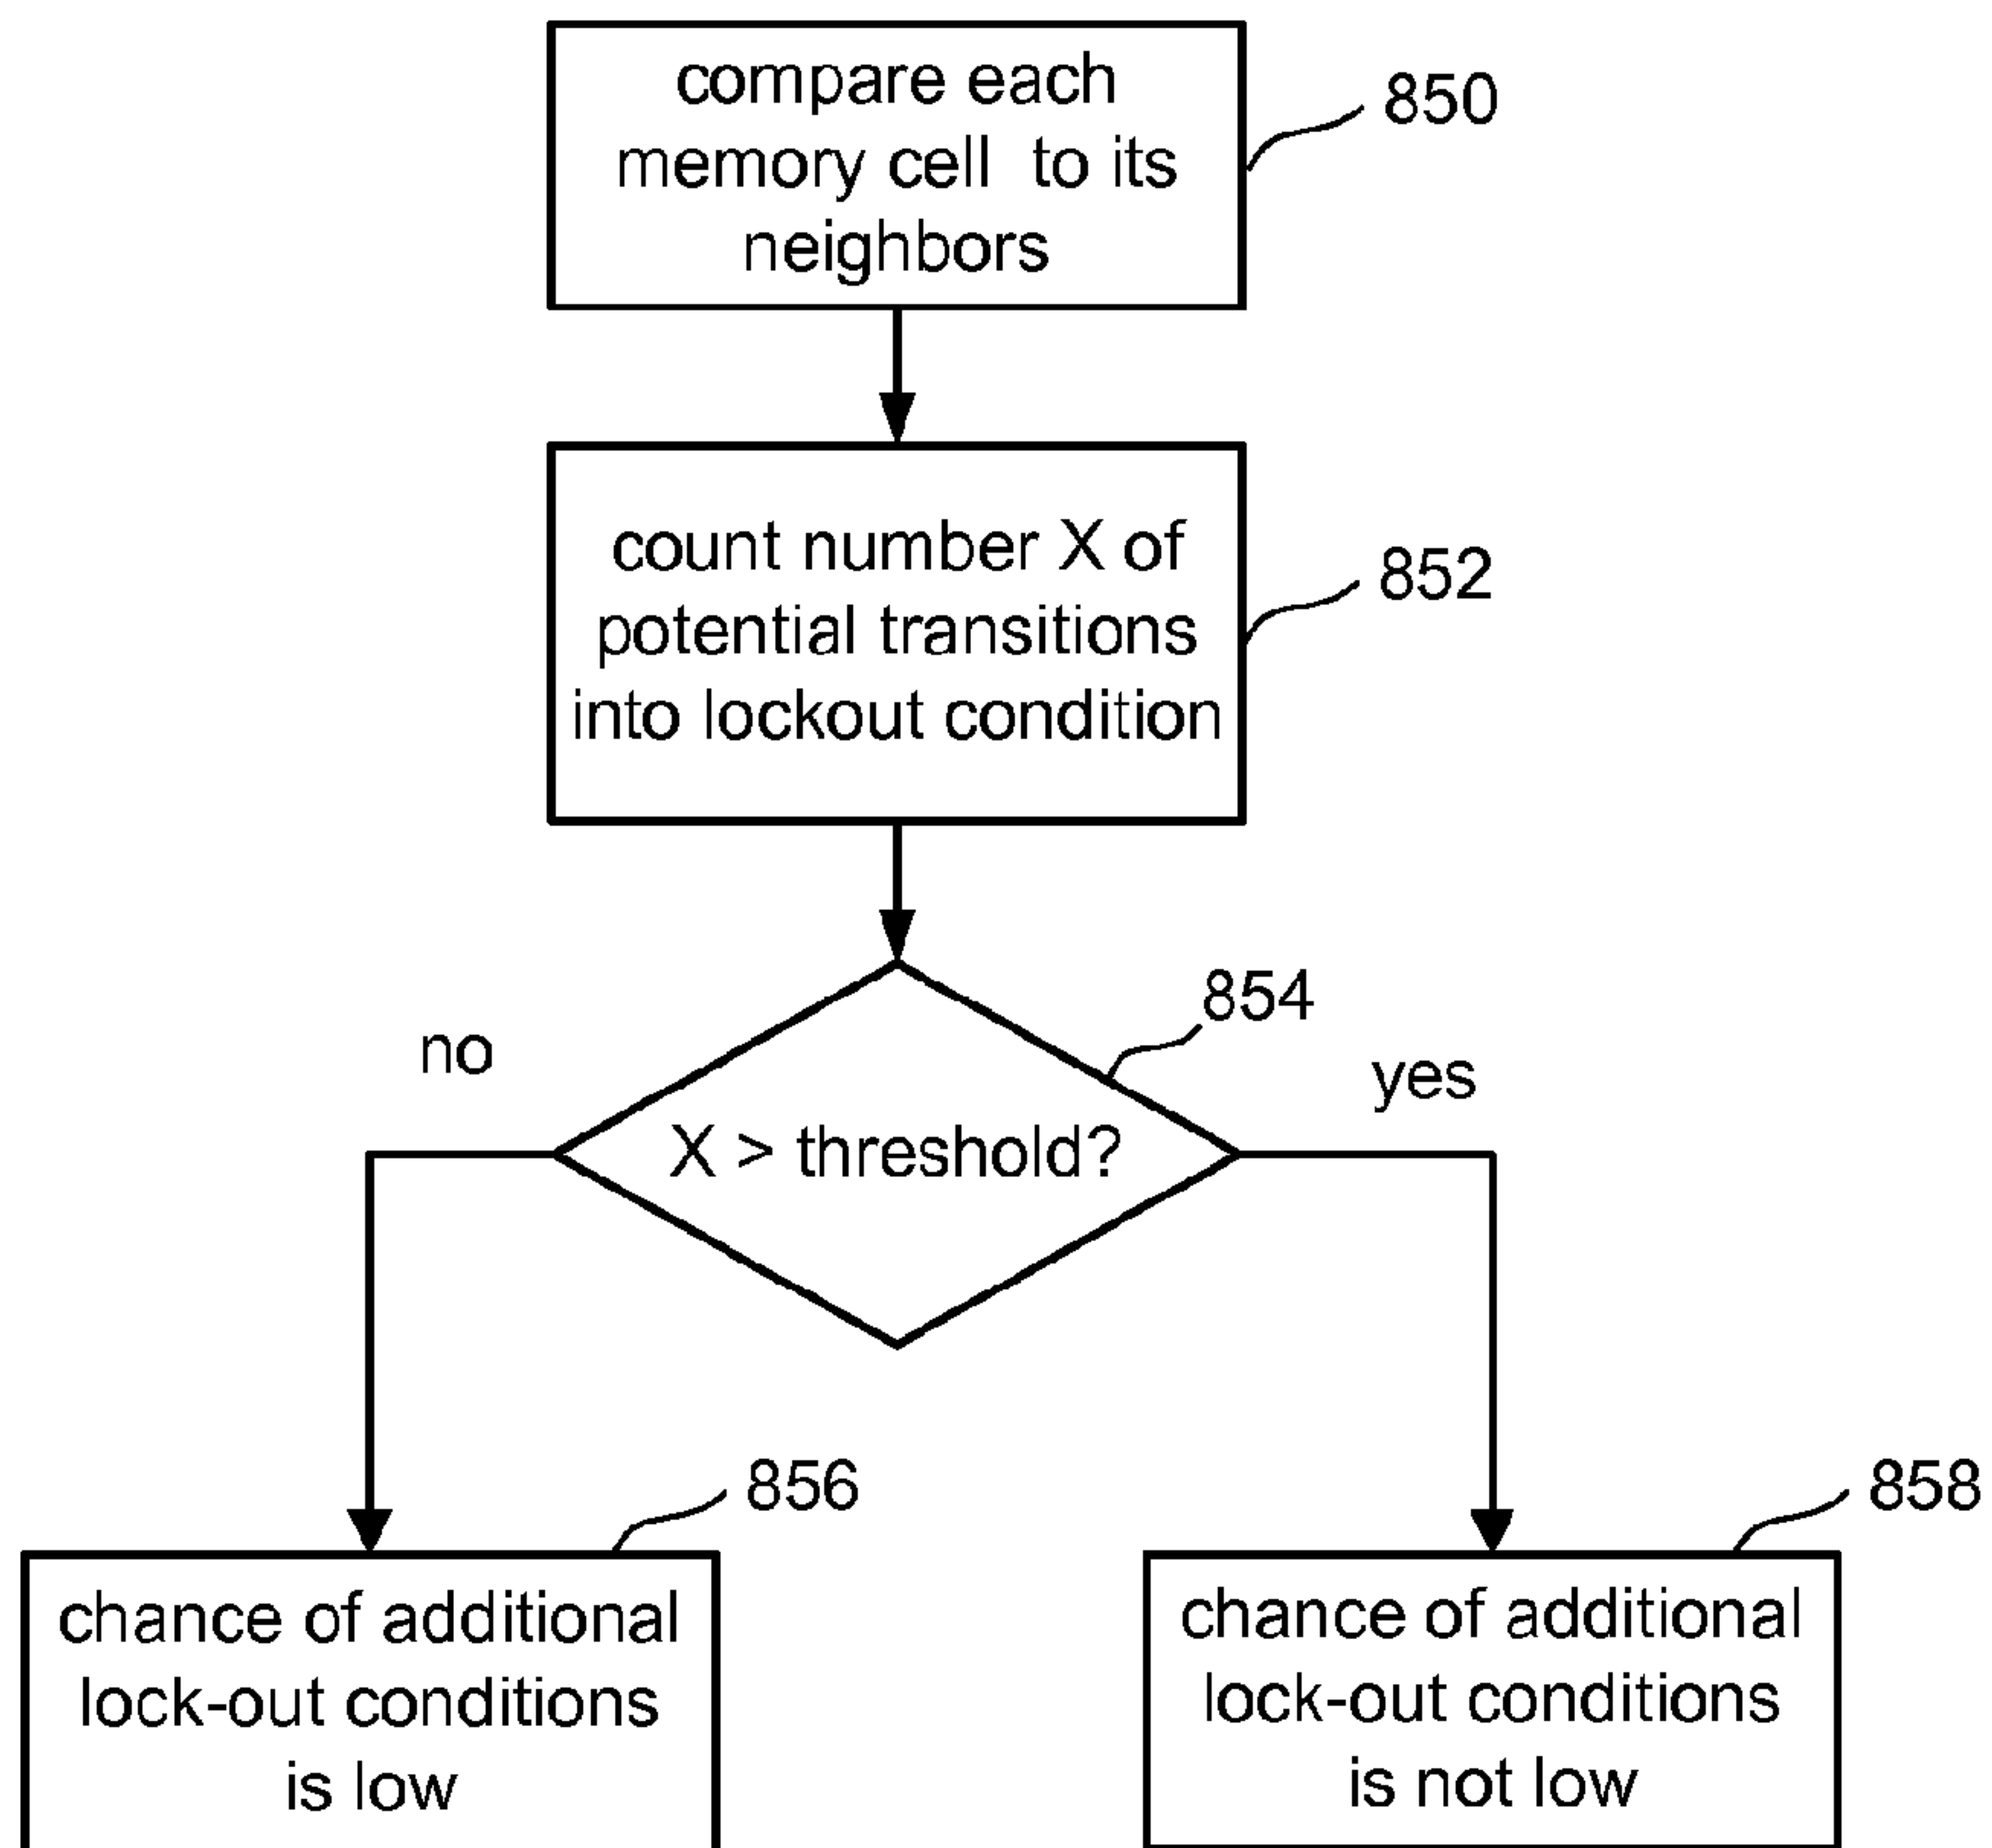 compare each
memory cell to its
neighbors
850
count number X of
potential transitions
into lockout condition
852
854
no
yes
X > threshold?
856
858
chance of additional
lock-out conditions
is low
chance of additional
lock-out conditions
is not low